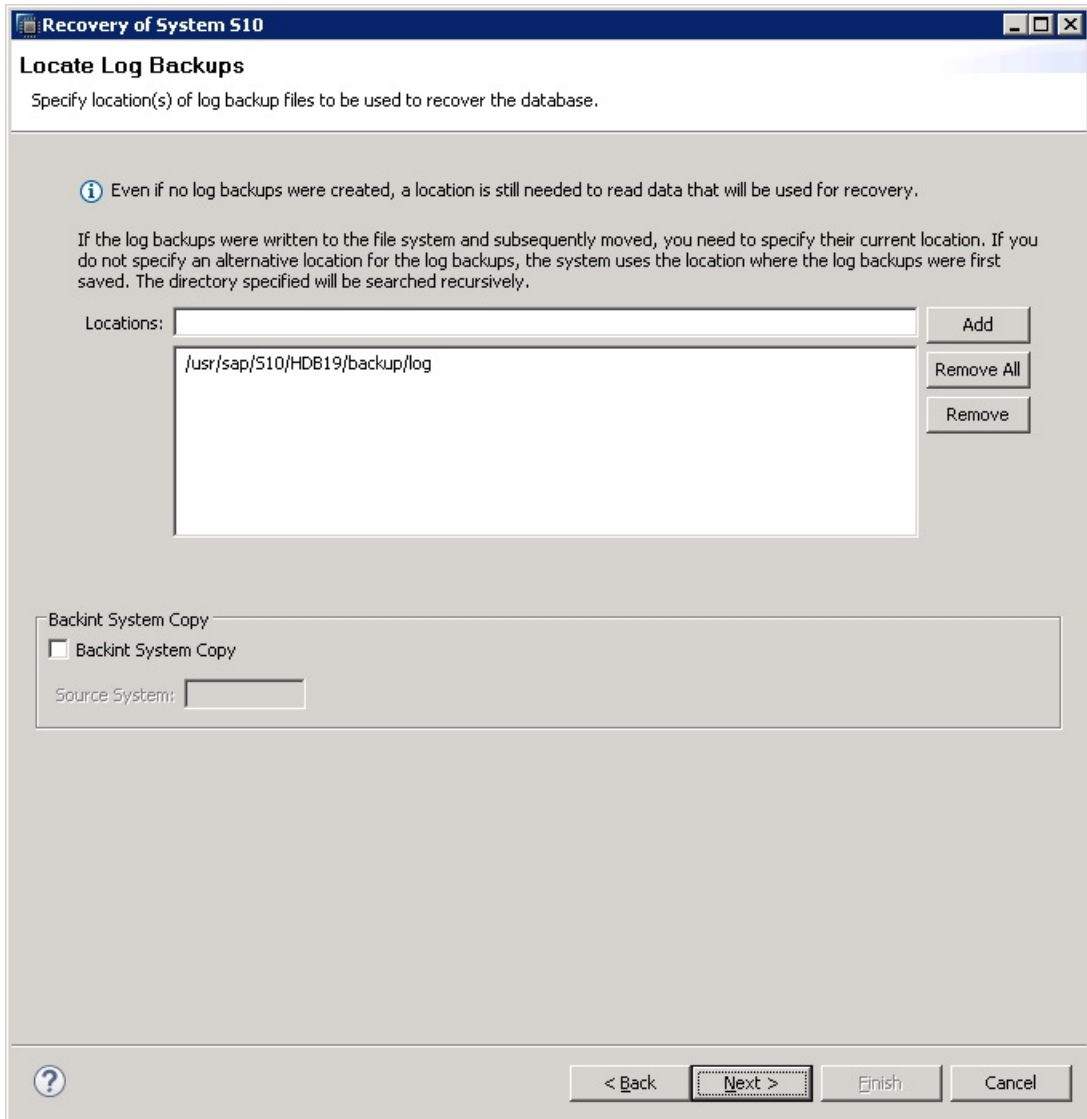 Recovery of System S10
Locate Log Backups
Specify location(s) of log backup files to be used to recover the database.
Even if no log backups were created, a location is still needed to read data that will be used for recovery.
If the log backups were written to the file system and subsequently moved, you need to specify their current location. If you
do not specify an alternative location for the log backups, the system uses the location where the log backups were first
saved. The directory specified will be searched recursively.
Locations:
Add
/usr/sap/S10/HDB19/backup/log
Remove All
Remove
Backint System Copy
Backint System Copy
Source System:
< Back
Next >
Finish
Cancel